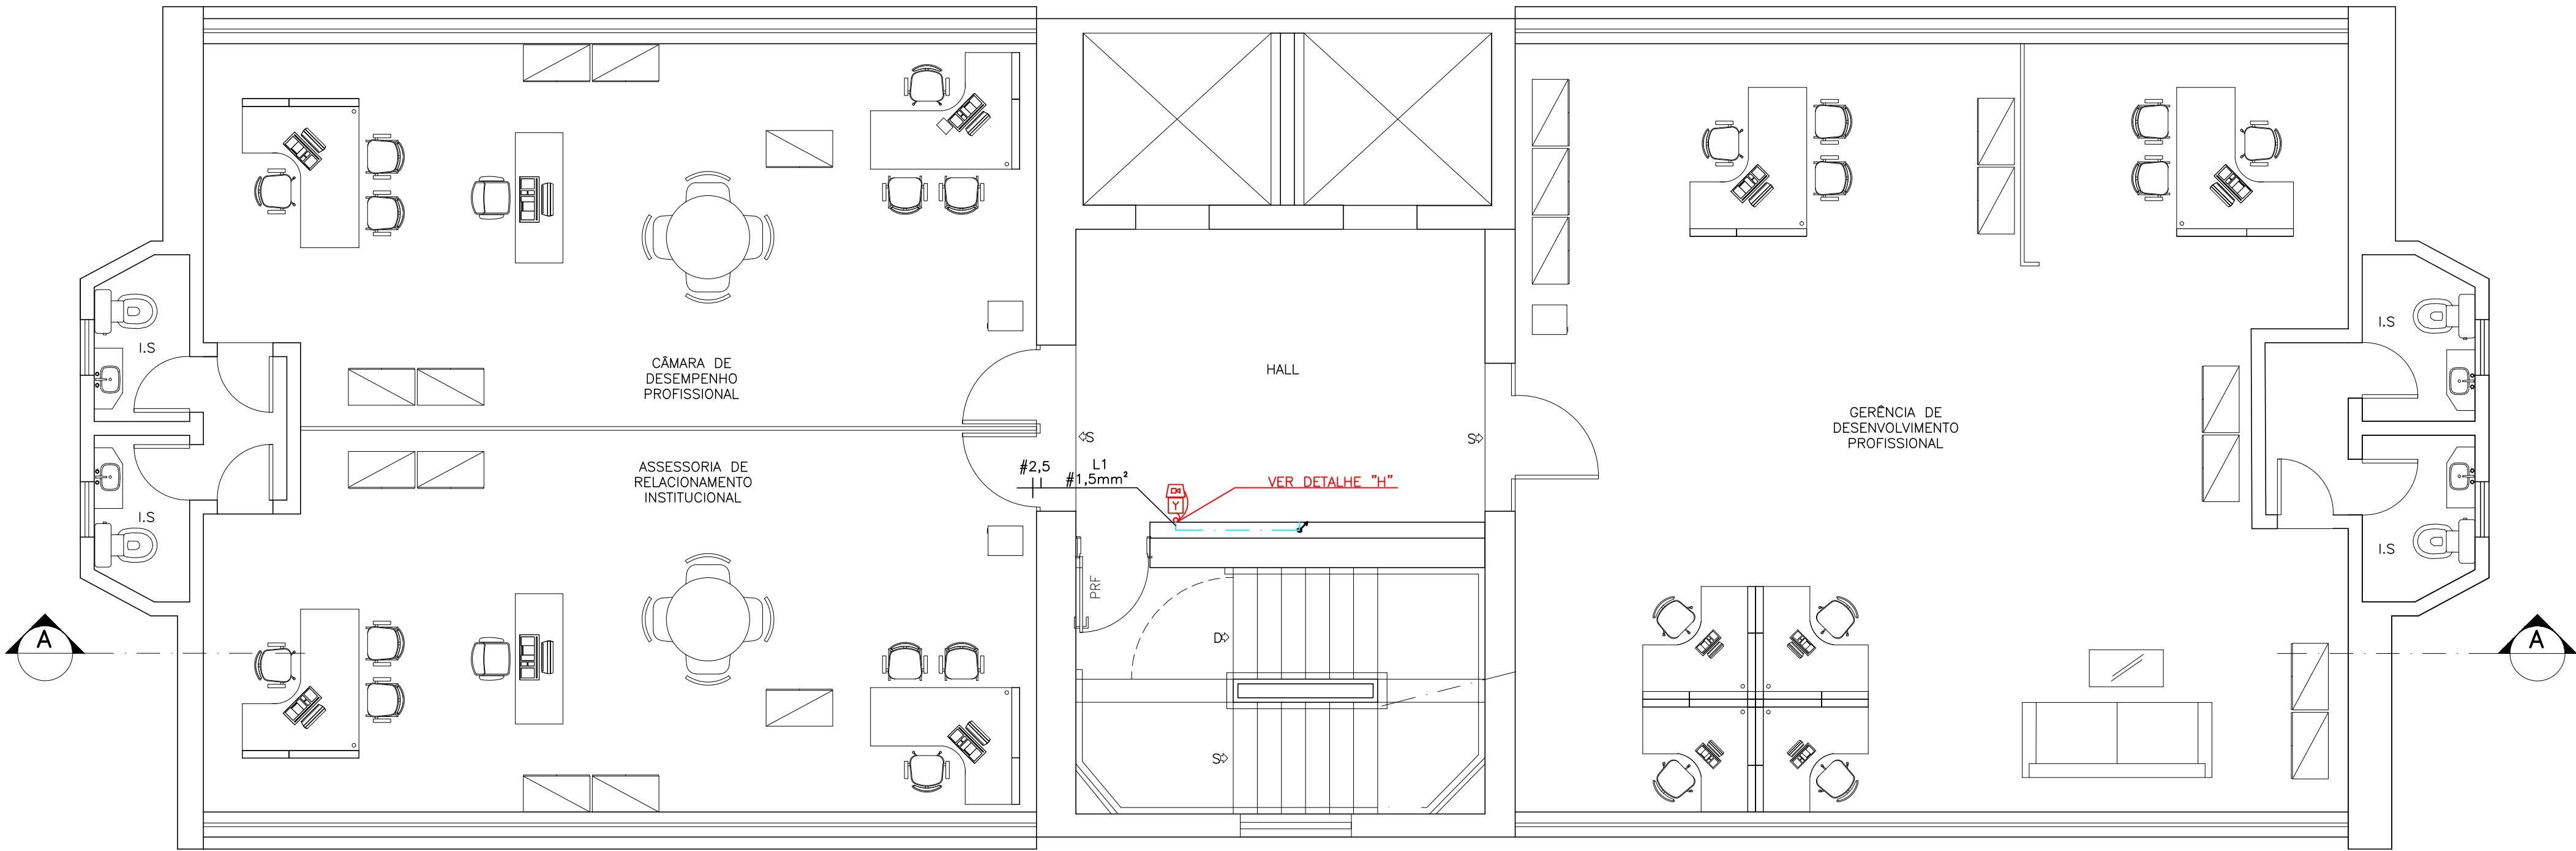 I.S
CÂMARA DE
DESEMPENHO
PROFISSIONAL
HALL
I.S
GERÊNCIA DE
DESENVOLVIMENTO
PROFISSIONAL
S
S
ASSESSORIA DE
RELACIONAMENTO
INSTITUCIONAL
#2,5
L1
#1,5mm²
VER DETALHE "H"
Y
I.S
I.S
PRF
D
A
A
S